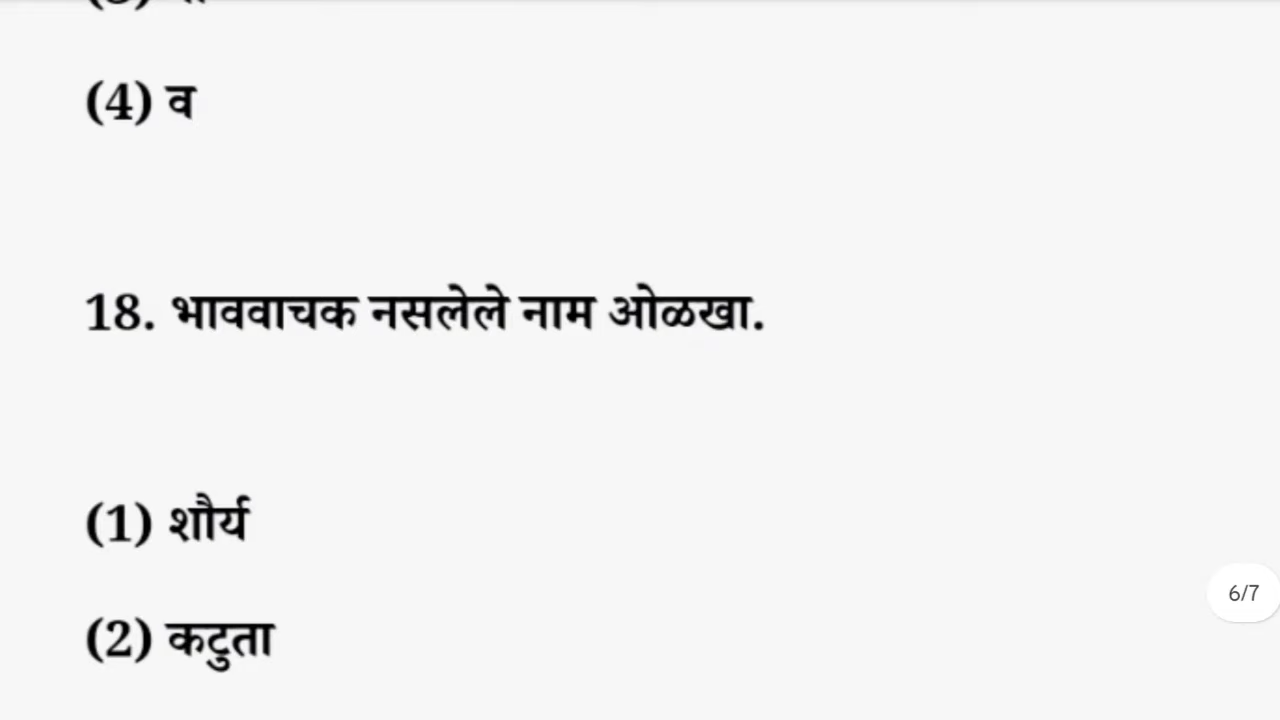 (4) व
18. भाववाचक नसलेले नाम ओळखा.
(1) शौर्य
(2) कटुता
6/7